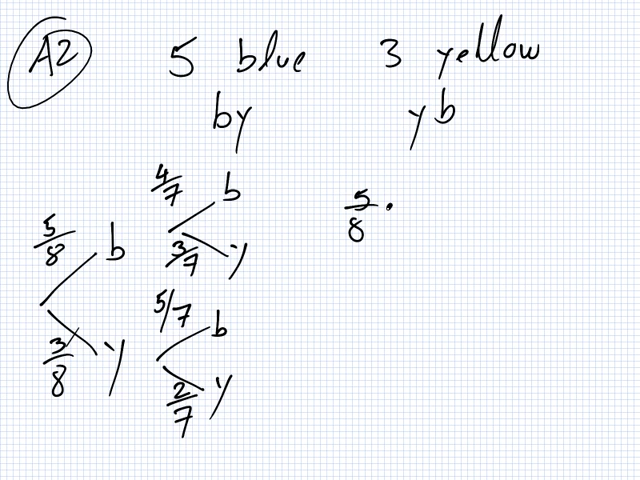 A2 5 blue 3 yellow
by yb
4/7 b
5/8 b 3/7 y 5/8 ·
5/7 b
3/8 y
2/7 y